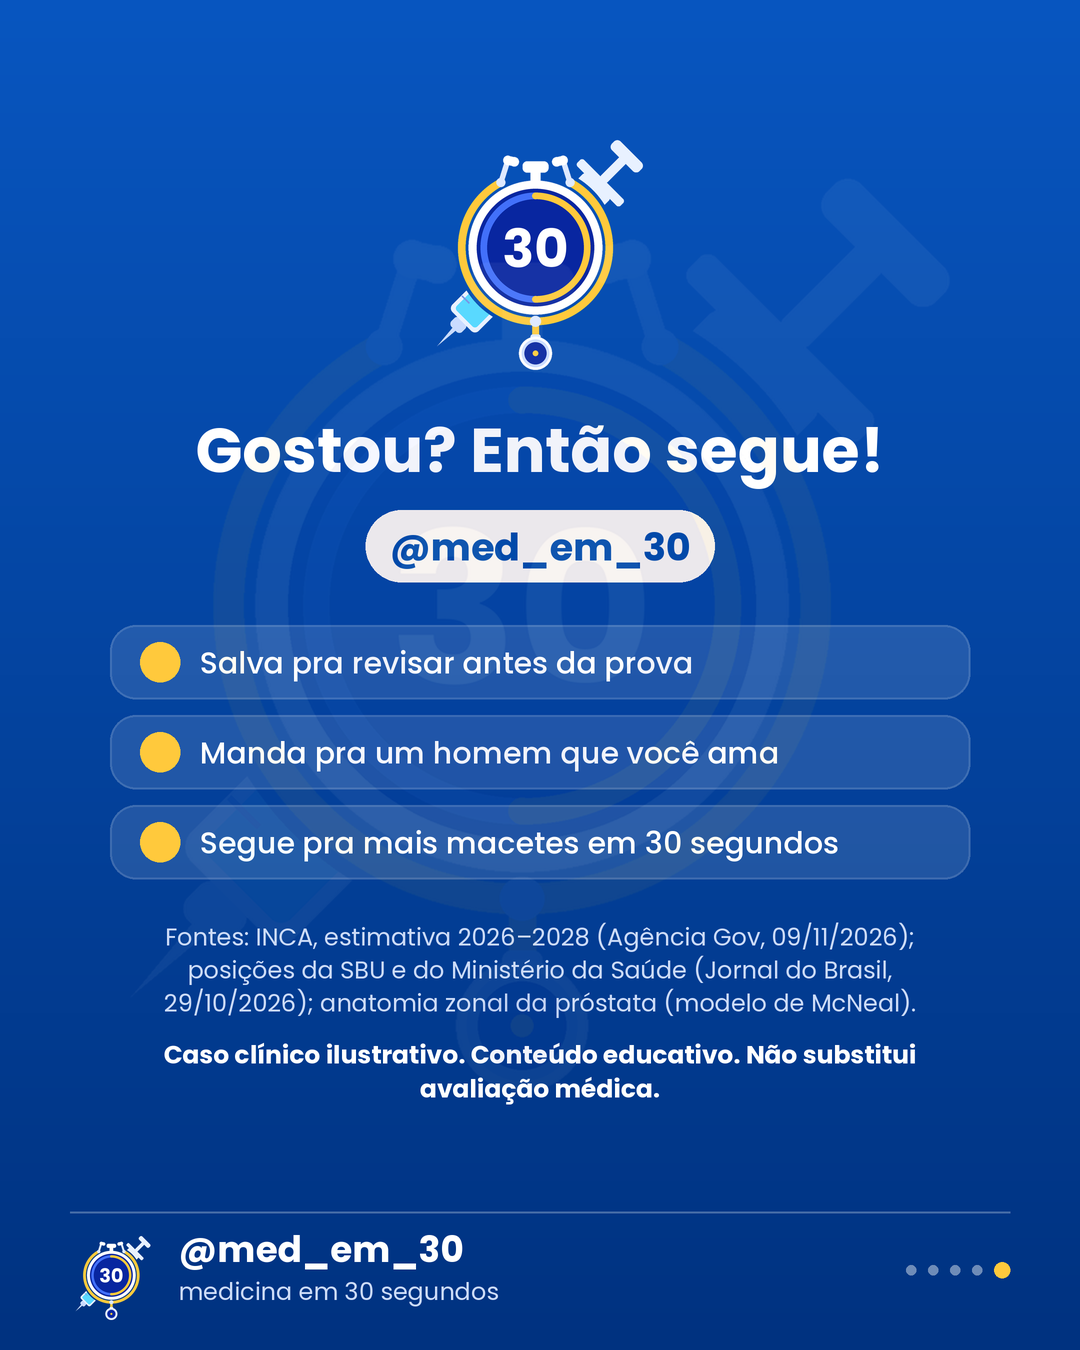 30
Gostou? Então segue!
@med_em_30
Salva pra revisar antes da prova
Manda pra um homem que você ama
Segue pra mais macetes em 30 segundos
Fontes: INCA, estimativa 2026–2028 (Agência Gov, 09/11/2026);
posições da SBU e do Ministério da Saúde (Jornal do Brasil,
29/10/2026); anatomia zonal da próstata (modelo de McNeal).
Caso clínico ilustrativo. Conteúdo educativo. Não substitui
avaliação médica.
30
@med_em_30
medicina em 30 segundos